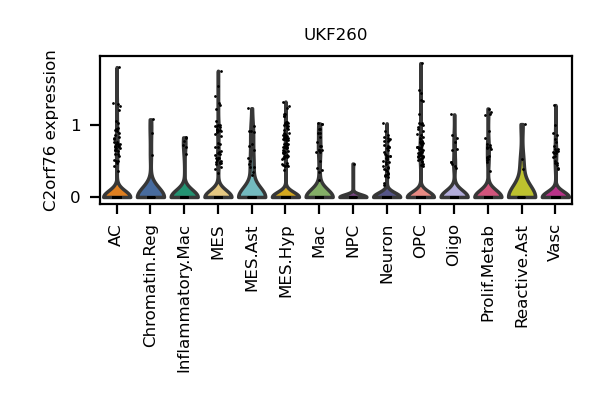 UKF260
C2orf76 expression
1
0
AC
Chromatin.Reg
Inflammatory.Mac
MES
MES.Ast
MES.Hyp
Mac
NPC
Neuron
OPC
Oligo
Prolif.Metab
Reactive.Ast
Vasc